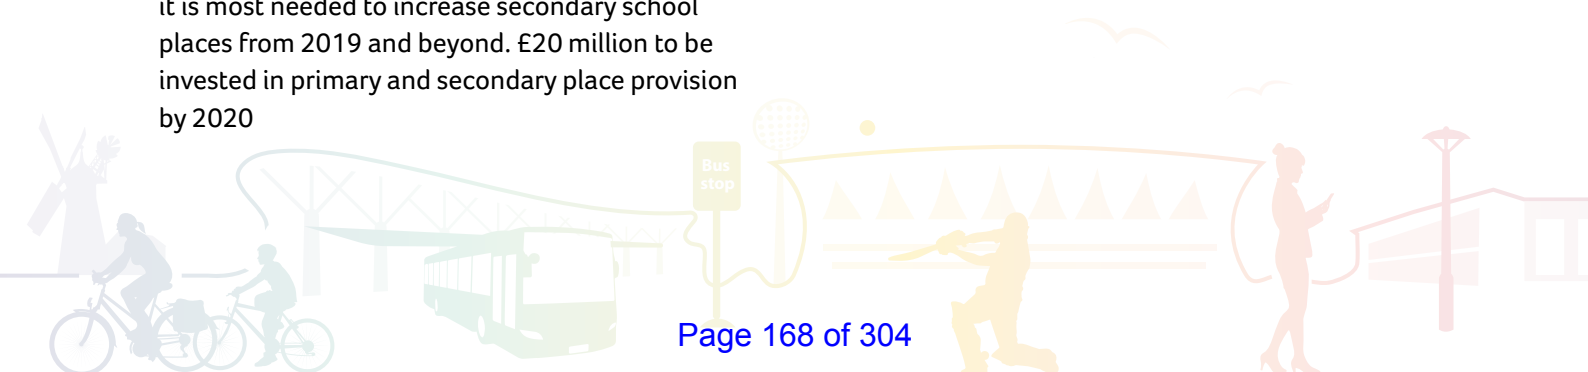 it is most needed to increase secondary school
places from 2019 and beyond. £20 million to be
invested in primary and secondary place provision
by 2020
Bus
stop
Page 168 of 304